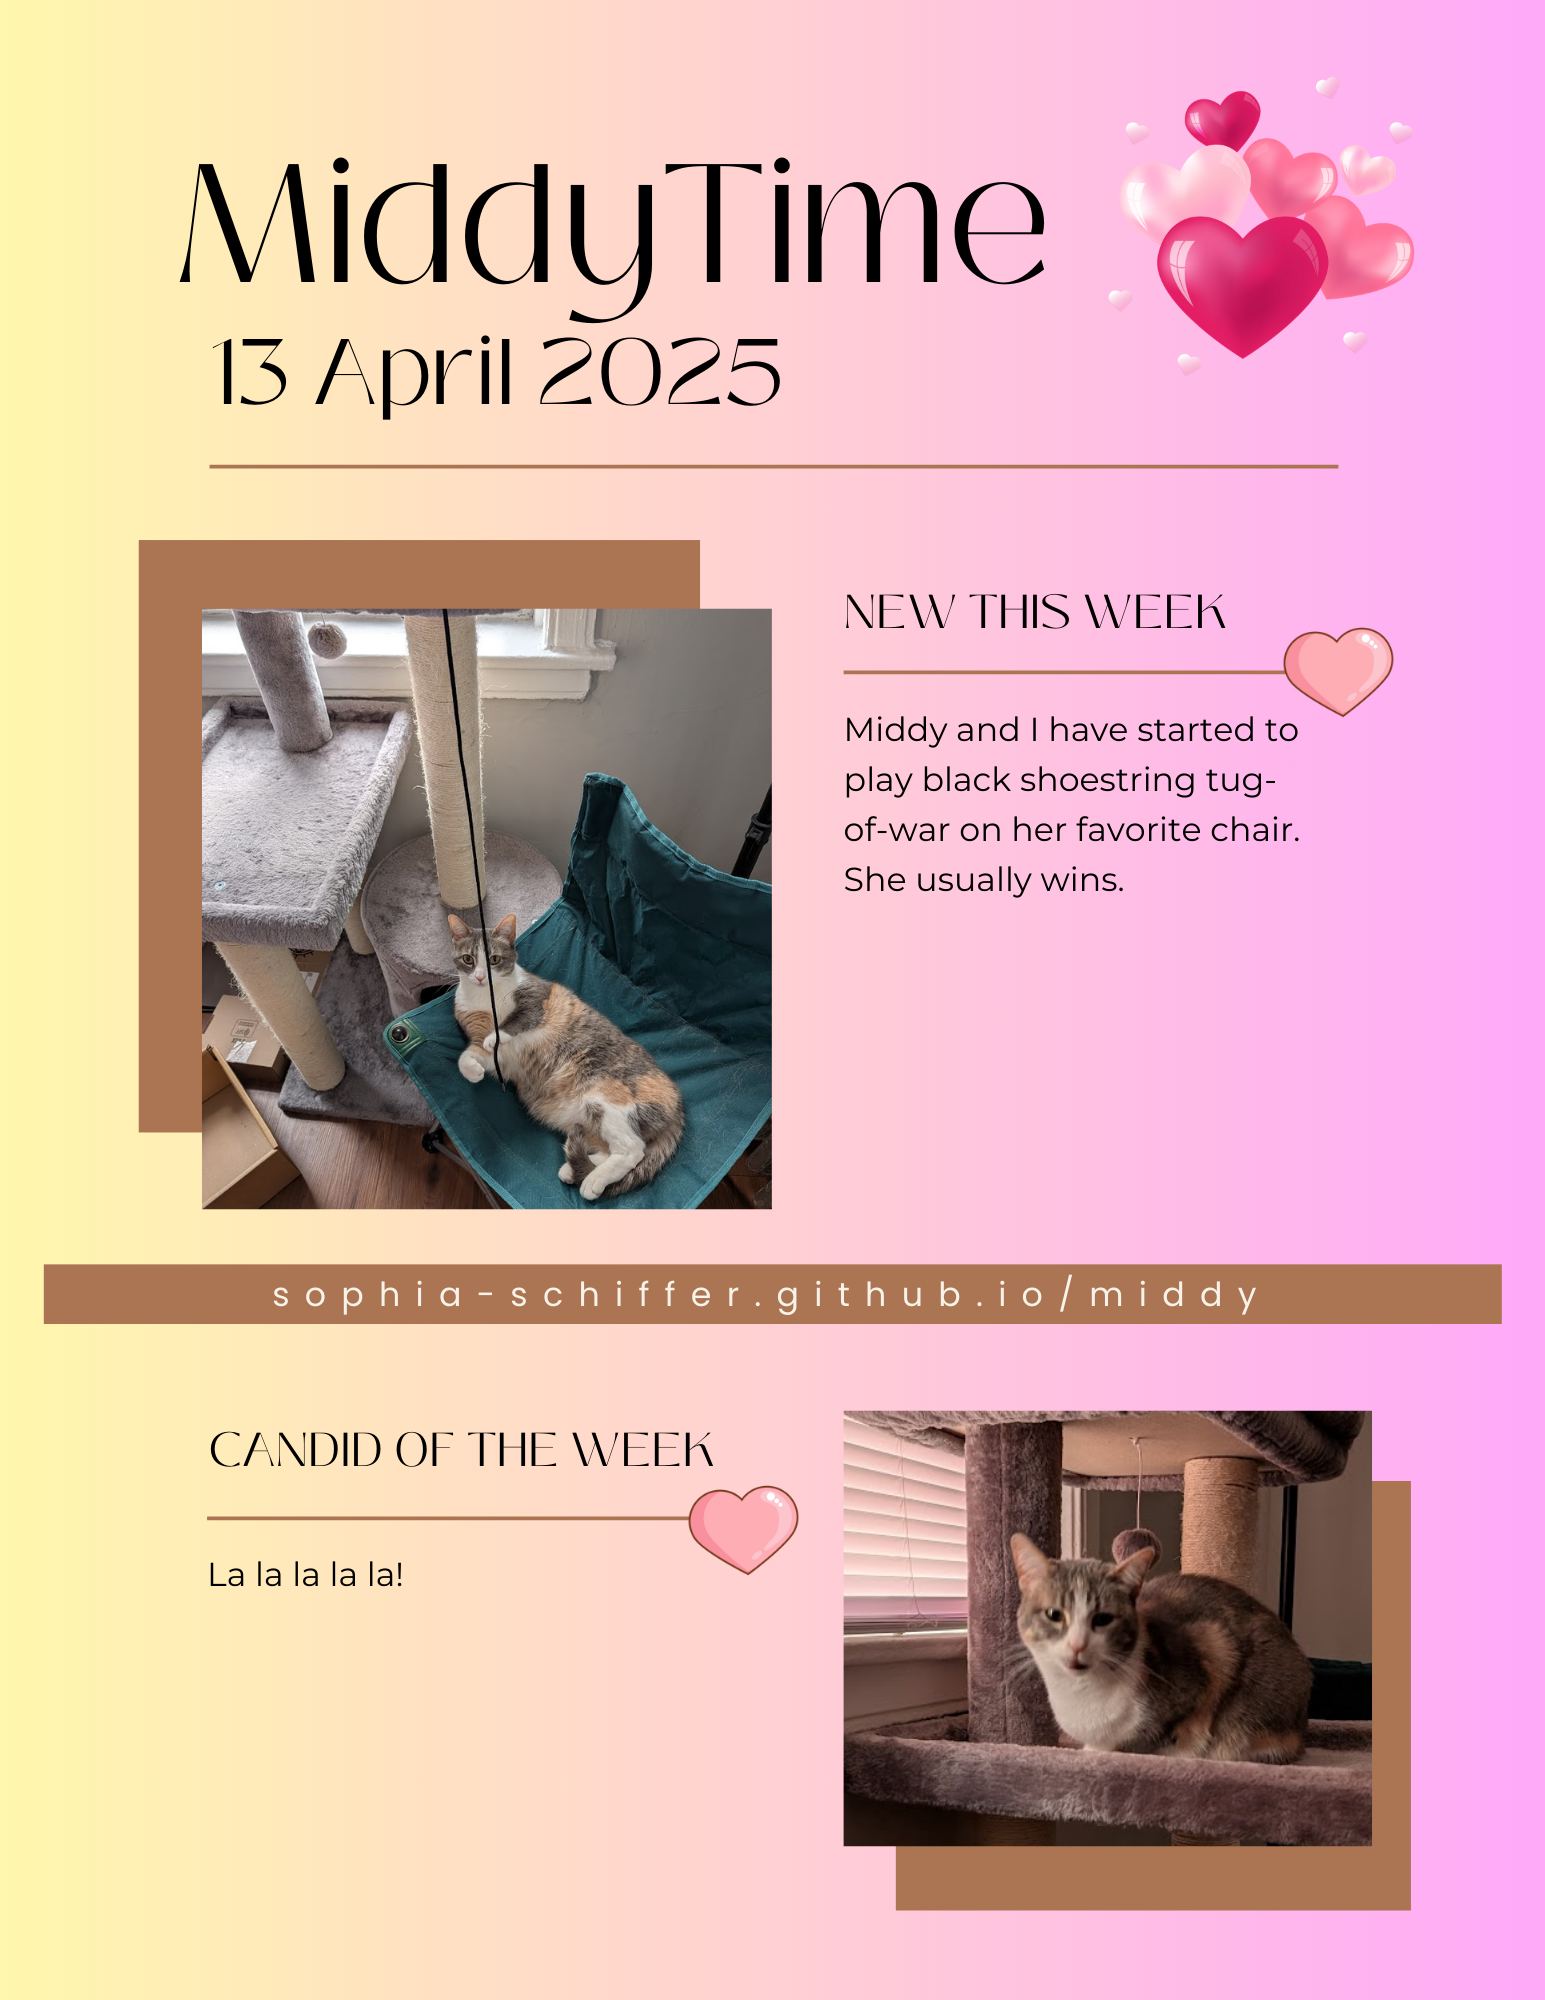 MiddyTime
13 April 2025
NEW THIS WEEK
Middy and I have started to
play black shoestring tug-
of-war on her favorite chair.
She usually wins.
sophia-schiffer.github.io/middy
CANDID OF THE WEEK
La la la la la!